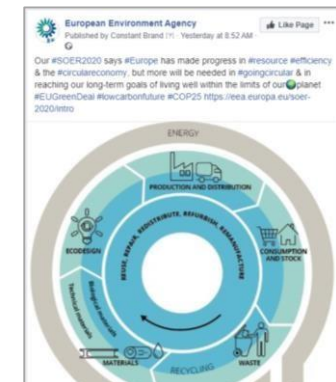 European Environment Agency
Like Page
Published by Constant Brand [?] · Yesterday at 8:52 AM ·
Our #SOER2020 says #Europe has made progress in #resource #efficiency
& the #circulareconomy, but more will be needed in #goingcircular & in
reaching our long-term goals of living well within the limits of our planet
#EUGreenDeal #lowcarbonfuture #COP25 https://eea.europa.eu/soer-
2020/intro
ENERGY
PRODUCTION AND DISTRIBUTION
REUSE, REPAIR, REDISTRIBUTE, REFURBISH, REMANUFACTURE
ECODESIGN
CONSUMPTION
AND STOCK
Technical materials
Biological materials
MATERIALS
RECYCLING
WASTE